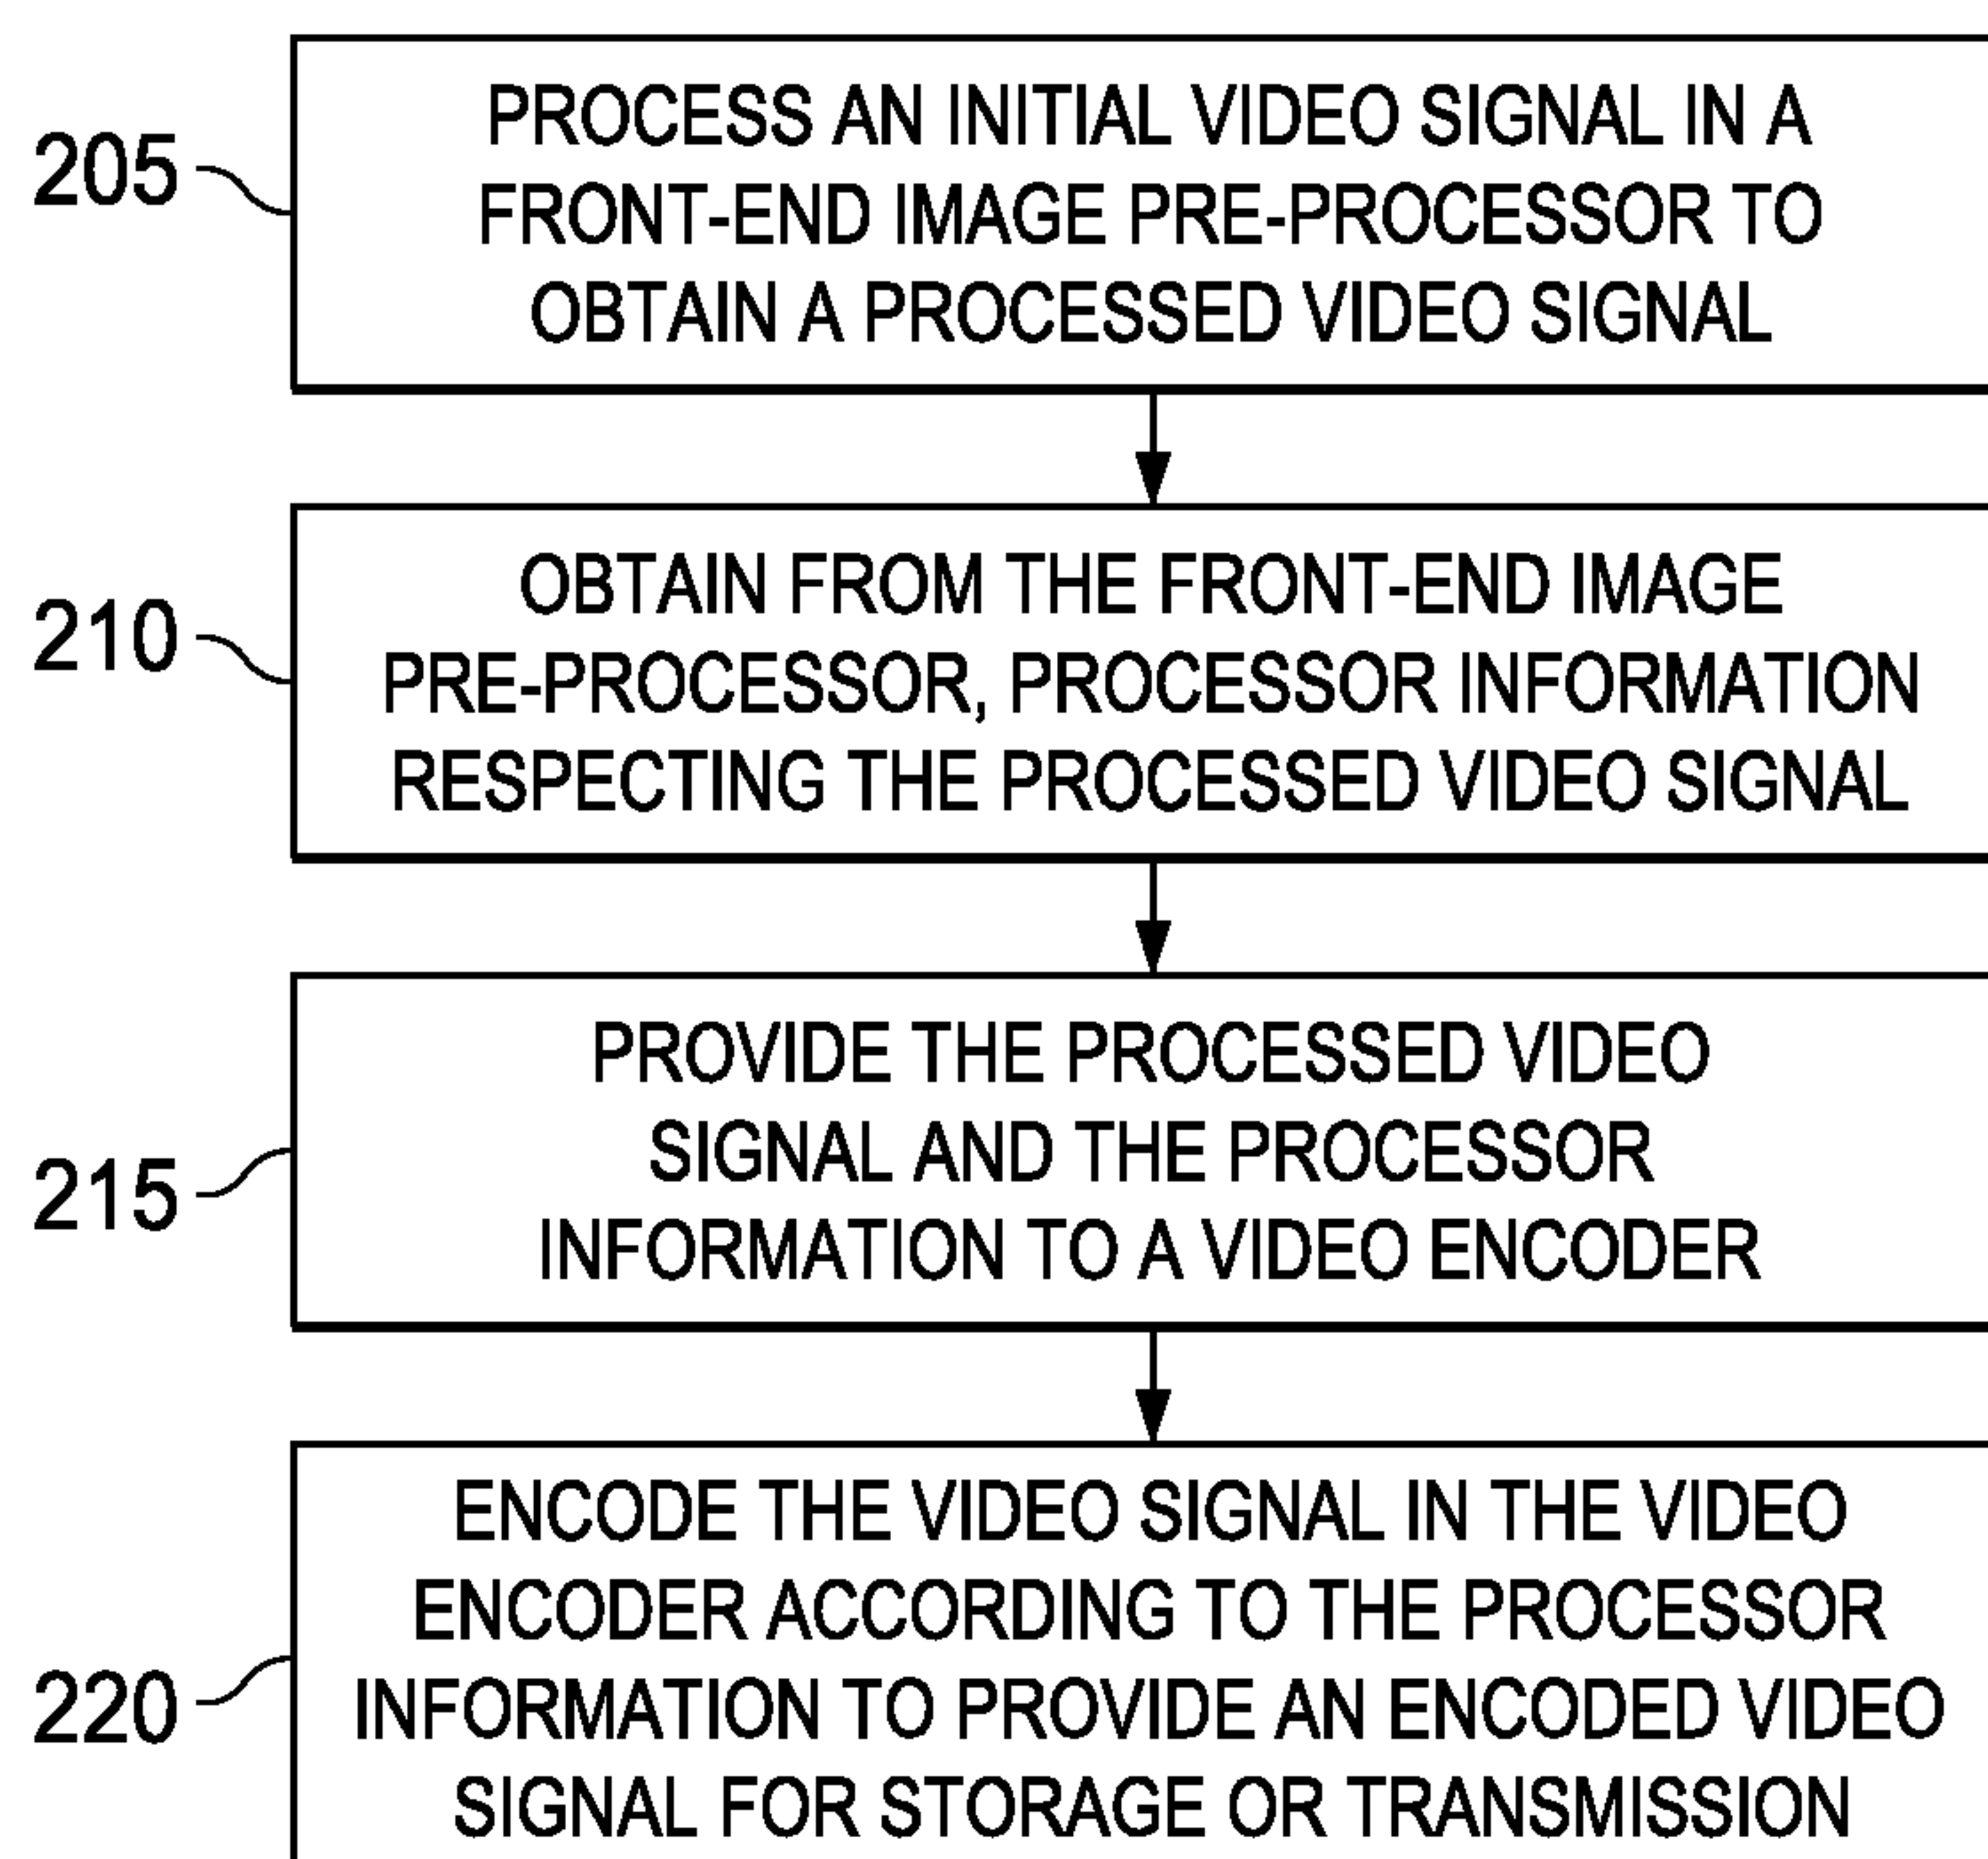 205
PROCESS AN INITIAL VIDEO SIGNAL IN A
FRONT-END IMAGE PRE-PROCESSOR TO
OBTAIN A PROCESSED VIDEO SIGNAL
210
OBTAIN FROM THE FRONT-END IMAGE
PRE-PROCESSOR, PROCESSOR INFORMATION
RESPECTING THE PROCESSED VIDEO SIGNAL
215
PROVIDE THE PROCESSED VIDEO
SIGNAL AND THE PROCESSOR
INFORMATION TO A VIDEO ENCODER
220
ENCODE THE VIDEO SIGNAL IN THE VIDEO
ENCODER ACCORDING TO THE PROCESSOR
INFORMATION TO PROVIDE AN ENCODED VIDEO
SIGNAL FOR STORAGE OR TRANSMISSION